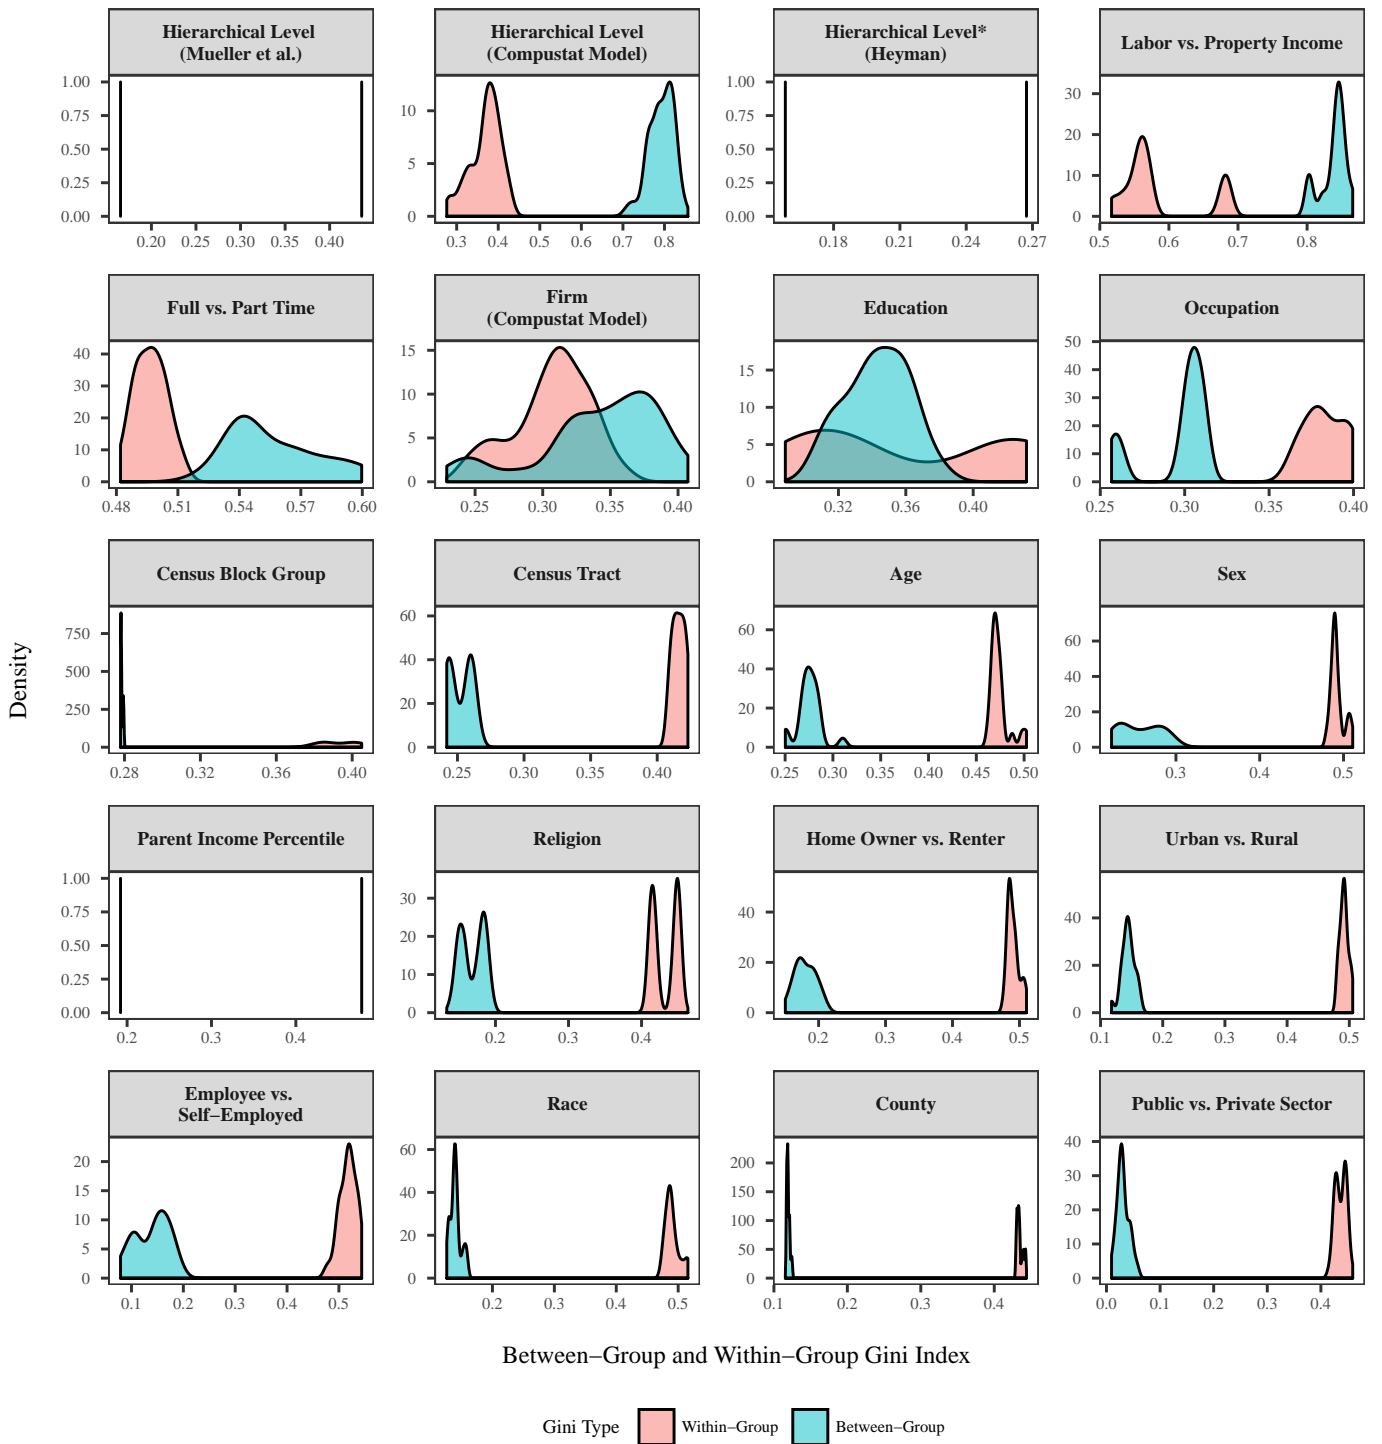 Hierarchical Level
(Mueller et al.)
Hierarchical Level
(Compustat Model)
Hierarchical Level*
(Heyman)
Labor vs. Property Income
1.00
0.75
0.50
0.25
0.00
0.20 0.25 0.30 0.35 0.40
10
5
0
0.3 0.4 0.5 0.6 0.7 0.8
1.00
0.75
0.50
0.25
0.00
0.18 0.21 0.24 0.27
30
20
10
0
0.5 0.6 0.7 0.8
Full vs. Part Time
Firm
(Compustat Model)
Education
Occupation
40
30
20
10
0
0.48 0.51 0.54 0.57 0.60
15
10
5
0
0.25 0.30 0.35 0.40
15
10
5
0
0.32 0.36 0.40
50
40
30
20
10
0
0.25 0.30 0.35 0.40
Census Block Group
Census Tract
Age
Sex
750
500
250
0
0.28 0.32 0.36 0.40
60
40
20
0
0.25 0.30 0.35 0.40
60
40
20
0
0.25 0.30 0.35 0.40 0.45 0.50
60
40
20
0
0.3 0.4 0.5
Density
Parent Income Percentile
Religion
Home Owner vs. Renter
Urban vs. Rural
1.00
0.75
0.50
0.25
0.00
0.2 0.3 0.4
30
20
10
0
0.2 0.3 0.4
40
20
0
0.2 0.3 0.4 0.5
40
20
0
0.1 0.2 0.3 0.4 0.5
Employee vs.
Self−Employed
Race
County
Public vs. Private Sector
20
15
10
5
0
0.1 0.2 0.3 0.4 0.5
60
40
20
0
0.2 0.3 0.4 0.5
200
150
100
50
0
0.1 0.2 0.3 0.4
40
30
20
10
0
0.0 0.1 0.2 0.3 0.4
Between−Group and Within−Group Gini Index
Gini Type Within−Group Between−Group